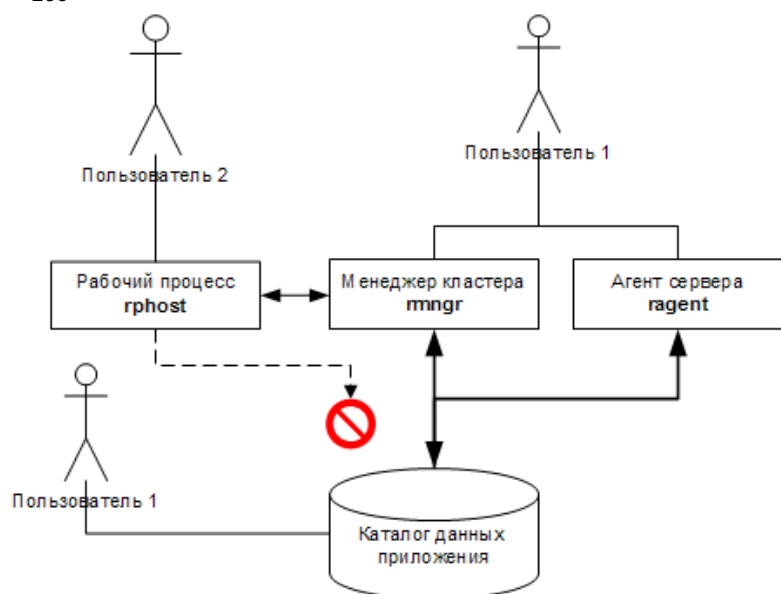 Пользователь 2
Пользователь 1
Рабочий процесс
rphost
Менеджер кластера
rmngr
Агент сервера
ragent
Пользователь 1
Каталог данных
приложения